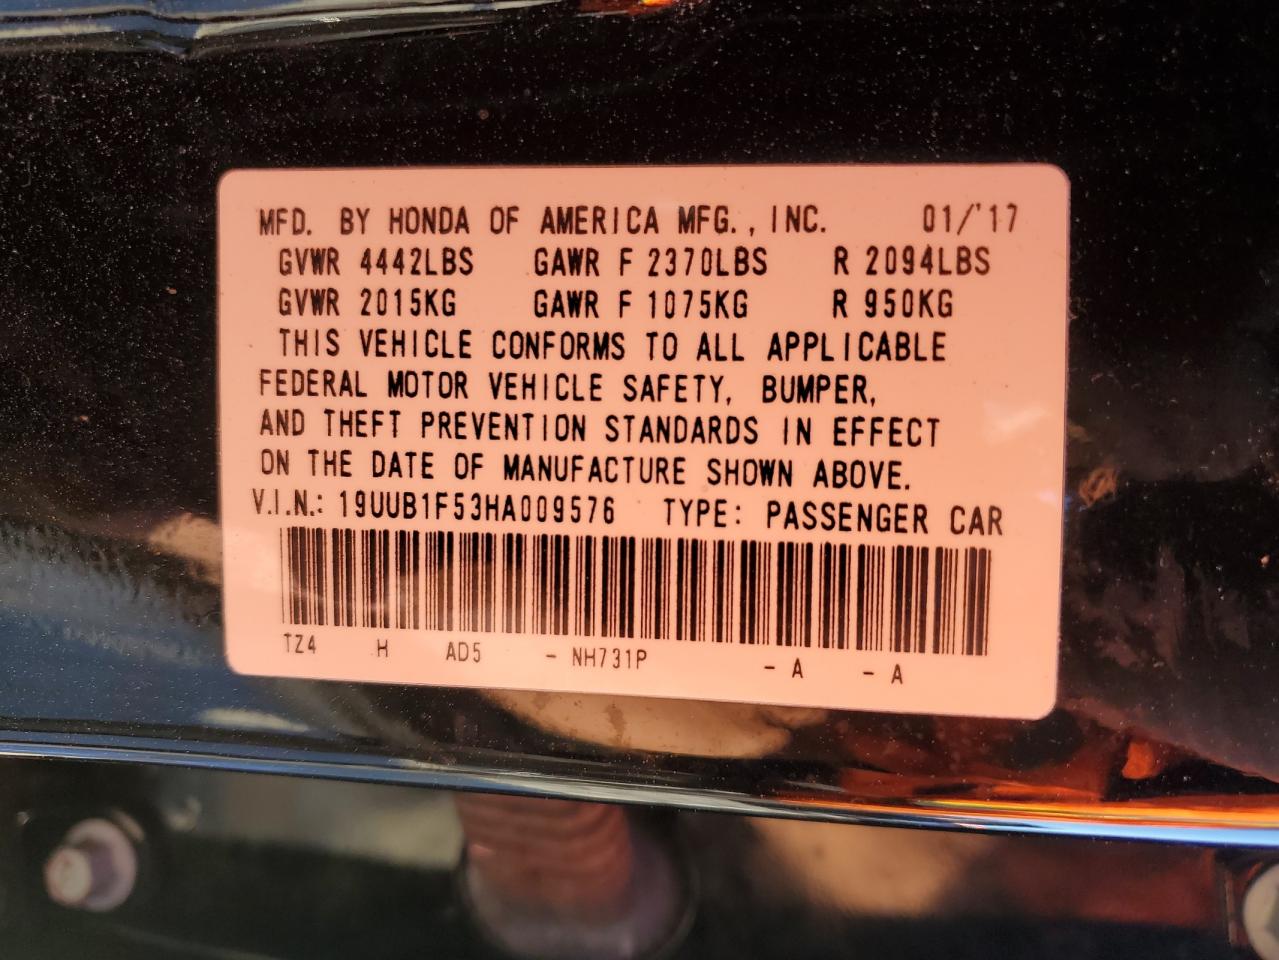 MFD. BY HONDA OF AMERICA MFG., INC. 01/'17
GVWR 4442LBS GAWR F 2370LBS R 2094LBS
GVWR 2015KG GAWR F 1075KG R 950KG
THIS VEHICLE CONFORMS TO ALL APPLICABLE
FEDERAL MOTOR VEHICLE SAFETY, BUMPER,
AND THEFT PREVENTION STANDARDS IN EFFECT
ON THE DATE OF MANUFACTURE SHOWN ABOVE.
V.I.N.: 19UUB1F53HA009576 TYPE: PASSENGER CAR
TZ4 H AD5 - NH731P - A - A